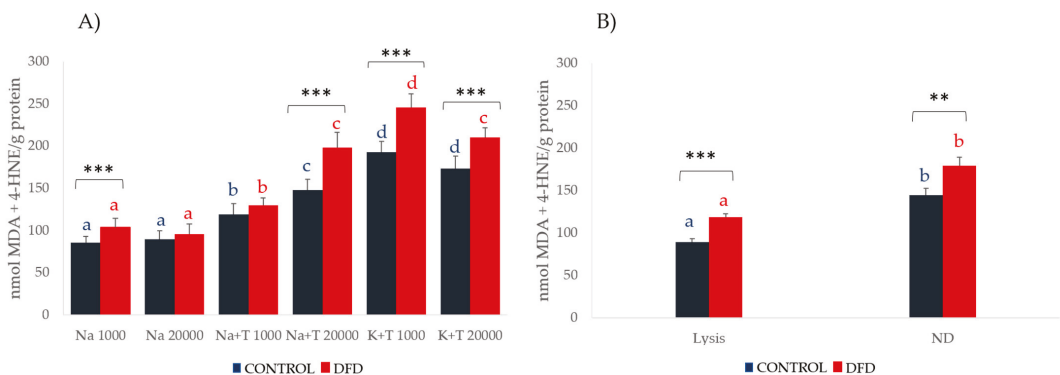 A)
nmol MDA + 4-HNE/g protein
300
250
200
150
100
50
0
***
***
***
***
a
a
a
a
b
b
c
c
d
d
d
c
Na 1000
Na 20000
Na+T 1000
Na+T 20000
K+T 1000
K+T 20000
CONTROL
DFD
B)
nmol MDA + 4-HNE/g protein
300
250
200
150
100
50
0
***
**
a
a
b
b
Lysis
ND
CONTROL
DFD